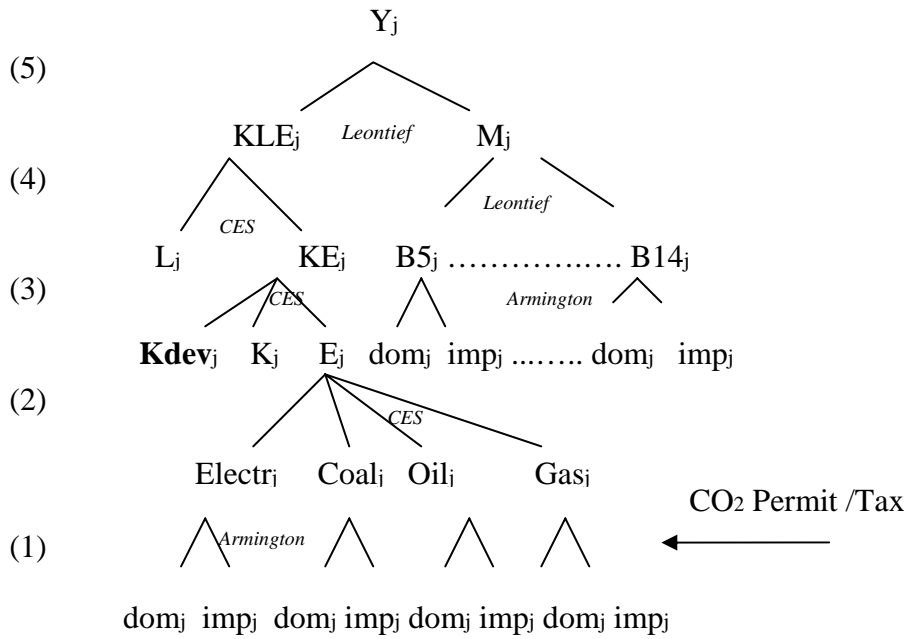 Yj
(5)
KLEj Leontief Mj
(4)
Leontief
CES
Lj KEj B5j ………….…. B14j
(3)
CES Armington
Kdevj Kj Ej domj impj ...….. domj impj
(2)
CES
Electrj Coalj Oilj Gasj
CO2 Permit /Tax
(1) Armington
domj impj domj impj domj impj domj impj